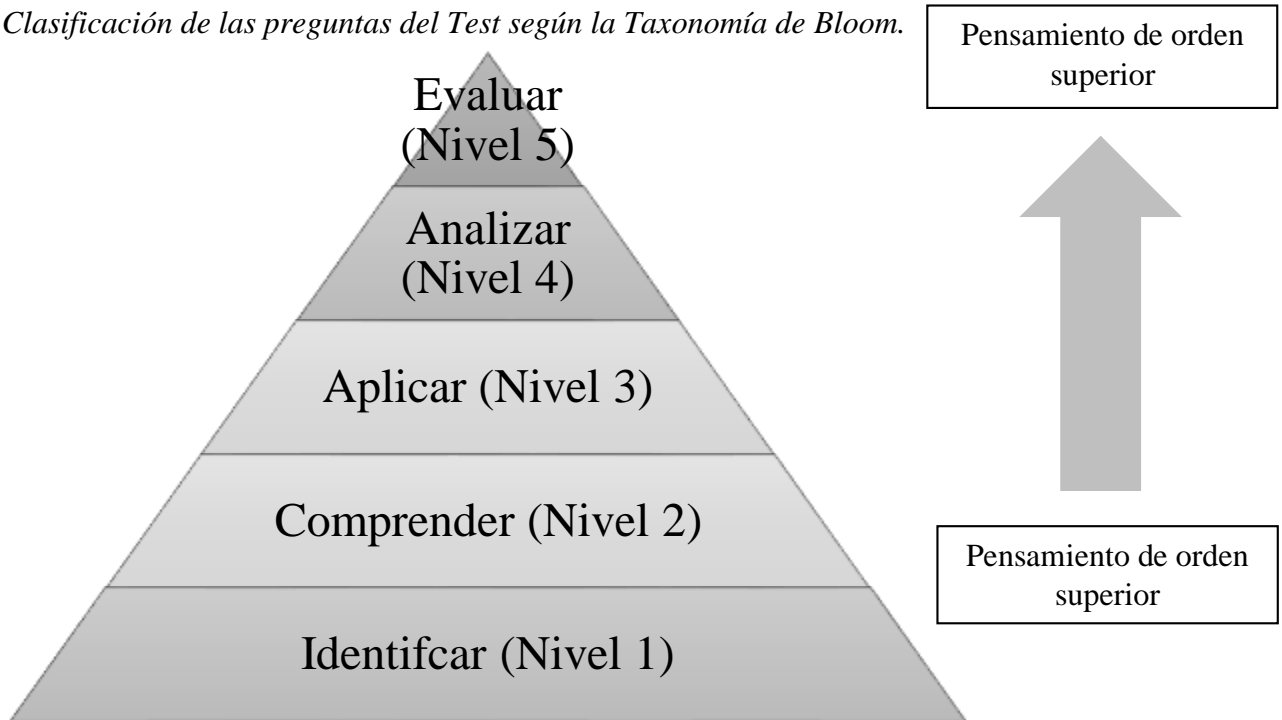 Clasificación de las preguntas del Test según la Taxonomía de Bloom.
Pensamiento de orden
superior
Evaluar
(Nivel 5)
Analizar
(Nivel 4)
Aplicar (Nivel 3)
Comprender (Nivel 2)
Pensamiento de orden
superior
Identifcar (Nivel 1)